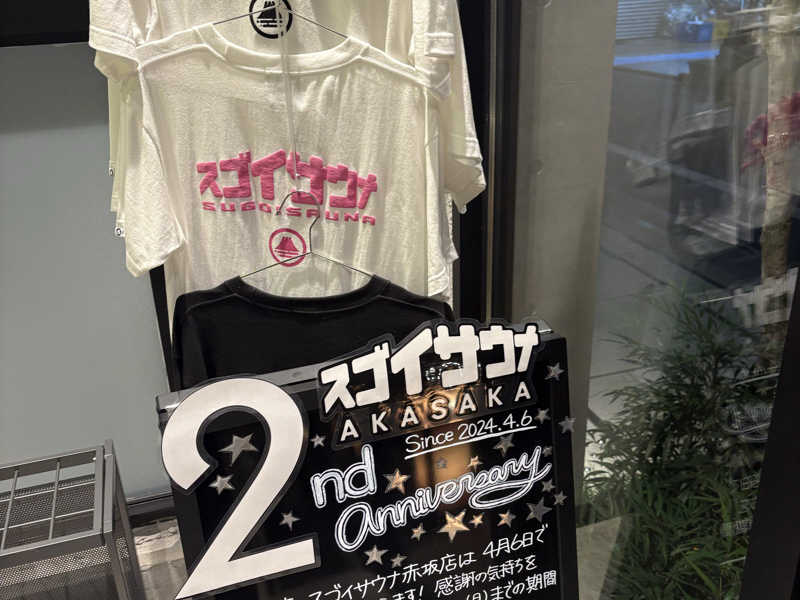 スゴイサウナ
SUGOI SAUNA
スゴイサウナ
AKASAKA
Since 2024.4.6
2nd
Anniversary
スゴイサウナ赤坂店は 4月6日で
ます! 感謝の気持ちを
(月)までの期間